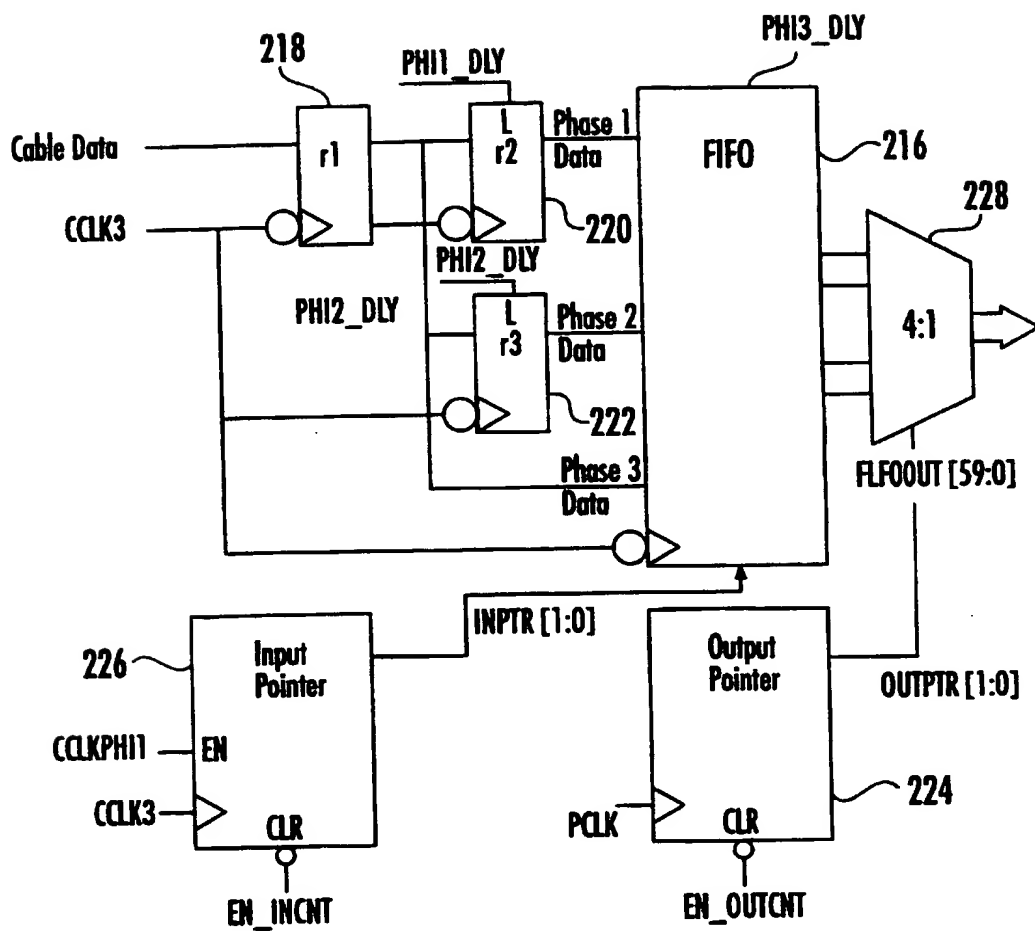 PHI3_DLY
218
PHI1_DLY
Cable Data
r1
L
r2
Phase 1
Data
FIFO
216
228
CCLK3
220
PHI2_DLY
PHI2_DLY
L
r3
Phase 2
Data
4:1
222
Phase 3
Data
FLFOOUT [59:0]
INPTR [1:0]
226
Input
Pointer
Output
Pointer
OUTPTR [1:0]
CCLKPHI1
EN
CCLK3
CLR
PCLK
CLR
224
EN_INCNT
EN_OUTCNT